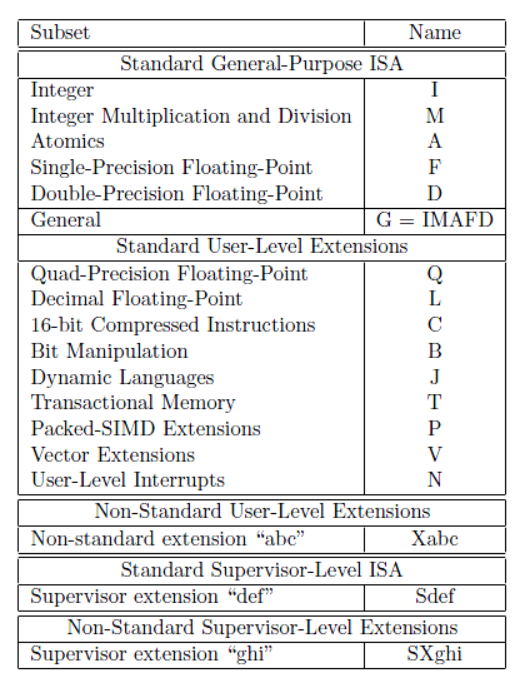 Subset Name
Standard General-Purpose ISA
Integer I
Integer Multiplication and Division M
Atomics A
Single-Precision Floating-Point F
Double-Precision Floating-Point D
General G = IMAFD
Standard User-Level Extensions
Quad-Precision Floating-Point Q
Decimal Floating-Point L
16-bit Compressed Instructions C
Bit Manipulation B
Dynamic Languages J
Transactional Memory T
Packed-SIMD Extensions P
Vector Extensions V
User-Level Interrupts N
Non-Standard User-Level Extensions
Non-standard extension “abc” Xabc
Standard Supervisor-Level ISA
Supervisor extension “def” Sdef
Non-Standard Supervisor-Level Extensions
Supervisor extension “ghi” SXghi